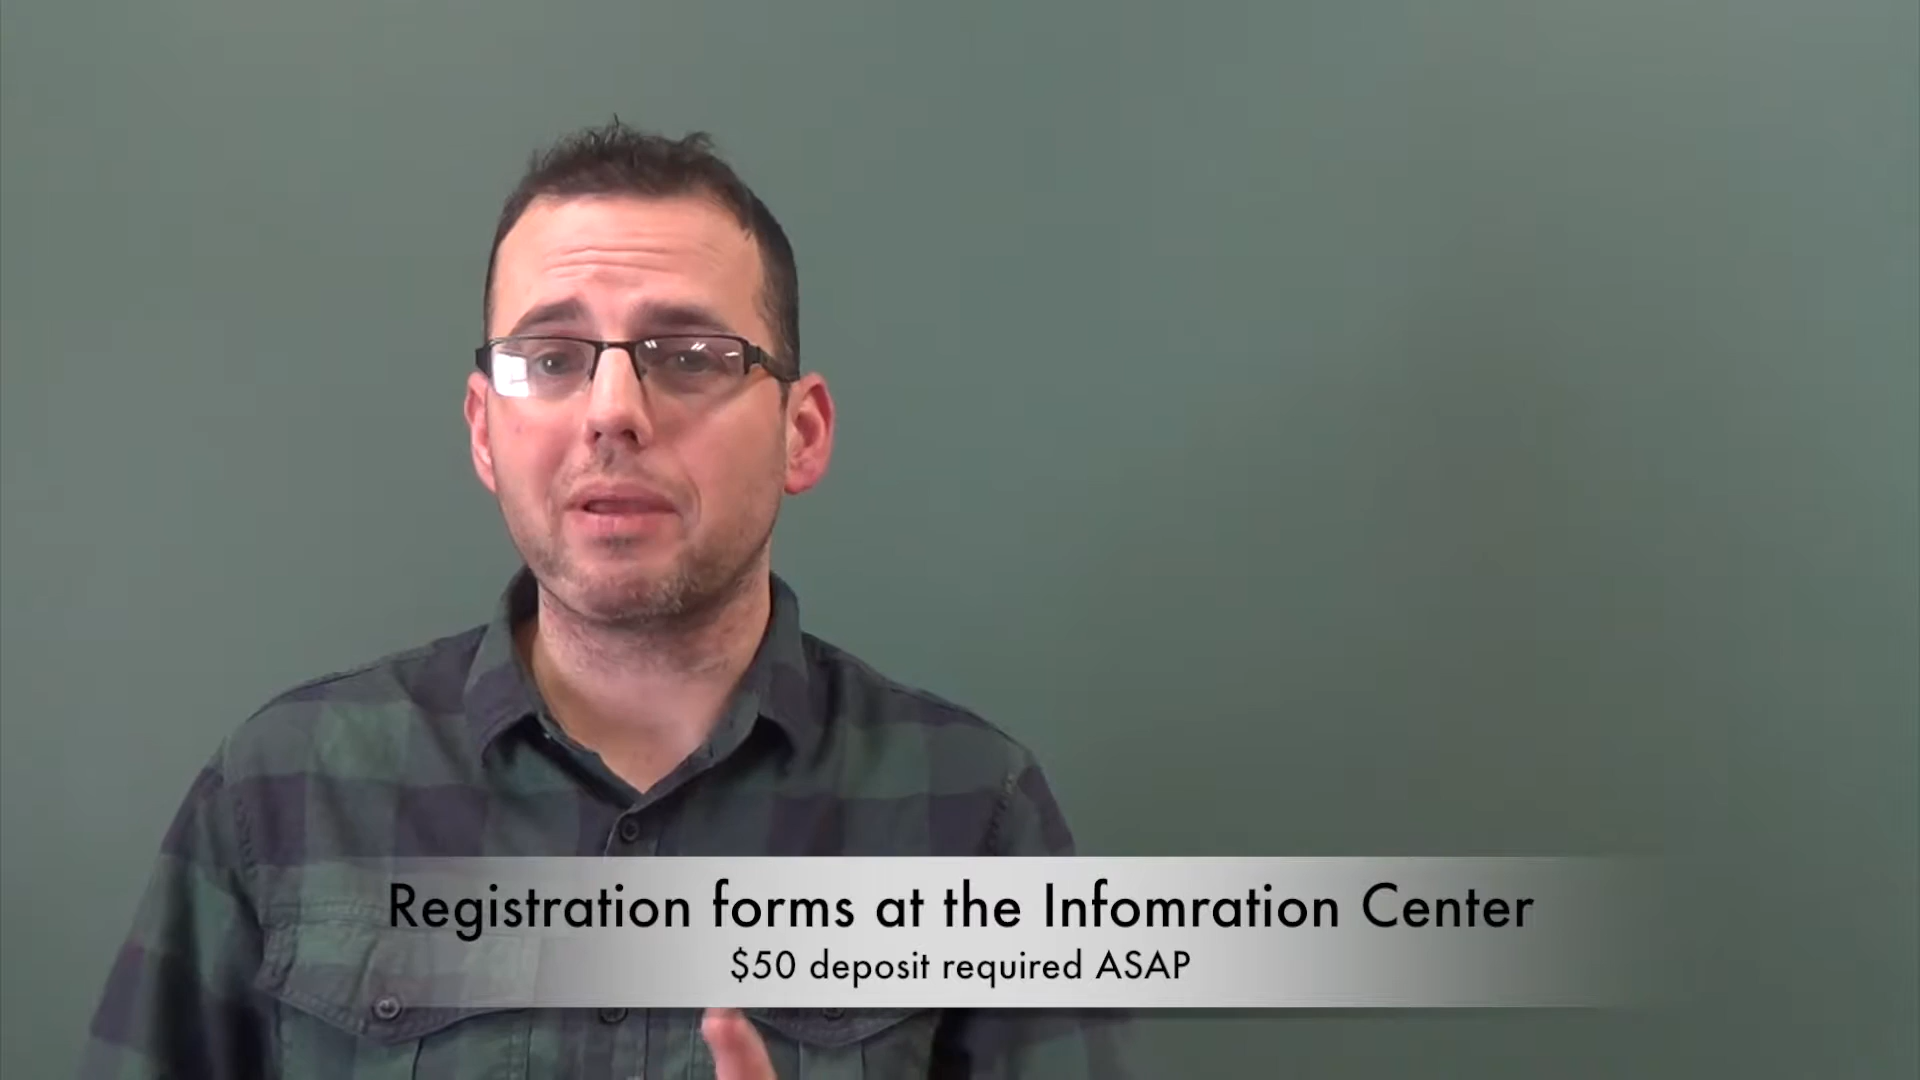 Registration forms at the Infomration Center
$50 deposit required ASAP